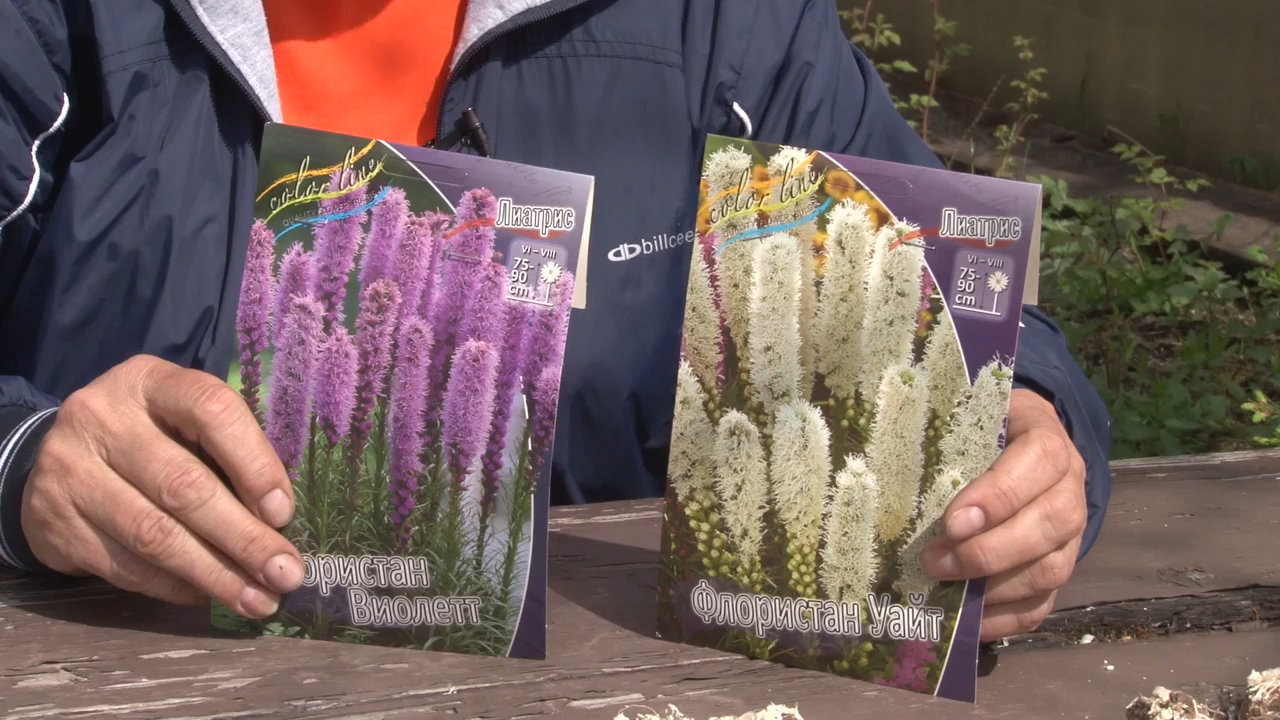 color line
Лиатрис
VI – VIII
75-
90
cm
ористан
Виолетт
billcee
color line
Лиатрис
VI – VIII
75-
90
cm
Флористан Уайт